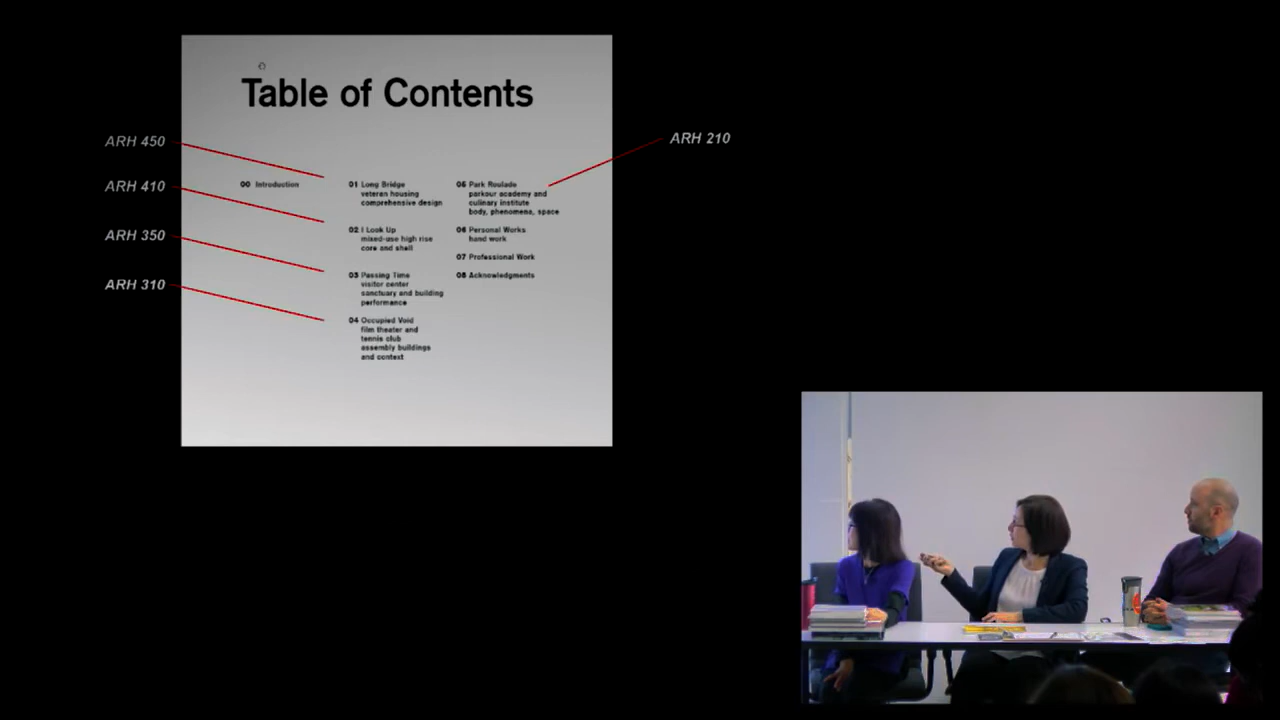 Table of Contents
ARH 450
ARH 410
ARH 350
ARH 310
ARH 210
00 Introduction
01 Long Bridge
veteran housing
comprehensive design
02 I Look Up
mixed-use high rise
core and shell
03 Passing Time
visitor center
sanctuary and building
performance
04 Occupied Void
film theater and
tennis club
assembly buildings
and context
05 Park Roulade
parkour academy and
culinary institute
body, phenomena, space
06 Personal Works
hand work
07 Professional Work
08 Acknowledgments